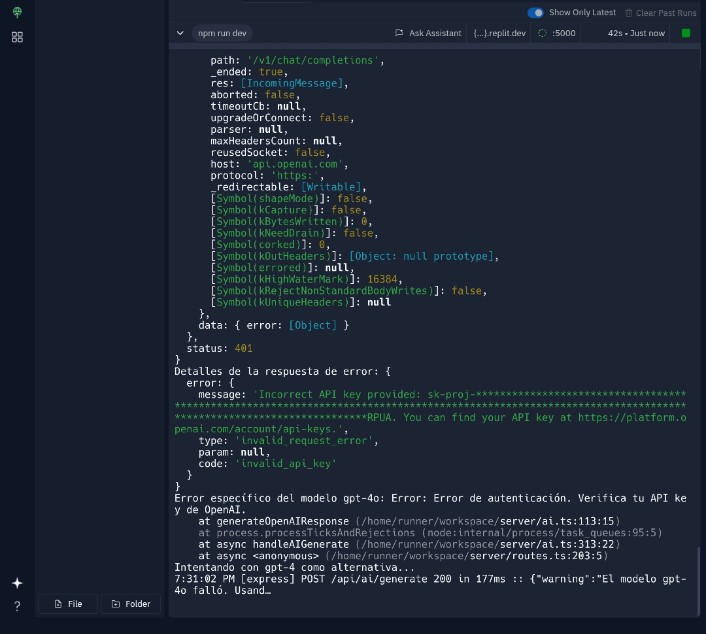 Show Only Latest Clear Past Runs
npm run dev Ask Assistant {...}.replit.dev :5000 42s • Just now
path: '/v1/chat/completions',
_ended: true,
res: [IncomingMessage],
aborted: false,
timeoutCb: null,
upgradeOrConnect: false,
parser: null,
maxHeadersCount: null,
reusedSocket: false,
host: 'api.openai.com',
protocol: 'https:',
_redirectable: [Writable],
[Symbol(shapeMode)]: false,
[Symbol(kCapture)]: false,
[Symbol(kBytesWritten)]: 0,
[Symbol(kNeedDrain)]: false,
[Symbol(corked)]: 0,
[Symbol(kOutHeaders)]: [Object: null prototype],
[Symbol(errored)]: null,
[Symbol(kHighWaterMark)]: 16384,
[Symbol(kRejectNonStandardBodyWrites)]: false,
[Symbol(kUniqueHeaders)]: null
},
data: { error: [Object] }
},
status: 401
}
Detalles de la respuesta de error: {
error: {
message: 'Incorrect API key provided: sk-proj-***********************************
*****************************************************************************
*****************************RPUA. You can find your API key at https://platform.o
penai.com/account/api-keys.',
type: 'invalid_request_error',
param: null,
code: 'invalid_api_key'
}
}
Error específico del modelo gpt-4o: Error: Error de autenticación. Verifica tu API ke
y de OpenAI.
at generateOpenAIResponse (/home/runner/workspace/server/ai.ts:113:15)
at process.processTicksAndRejections (node:internal/process/task_queues:95:5)
at async handleAIGenerate (/home/runner/workspace/server/ai.ts:313:22)
at async <anonymous> (/home/runner/workspace/server/routes.ts:203:5)
Intentando con gpt-4 como alternativa...
7:31:02 PM [express] POST /api/ai/generate 200 in 177ms :: {"warning":"El modelo gpt-
4o falló. Usand…
File Folder